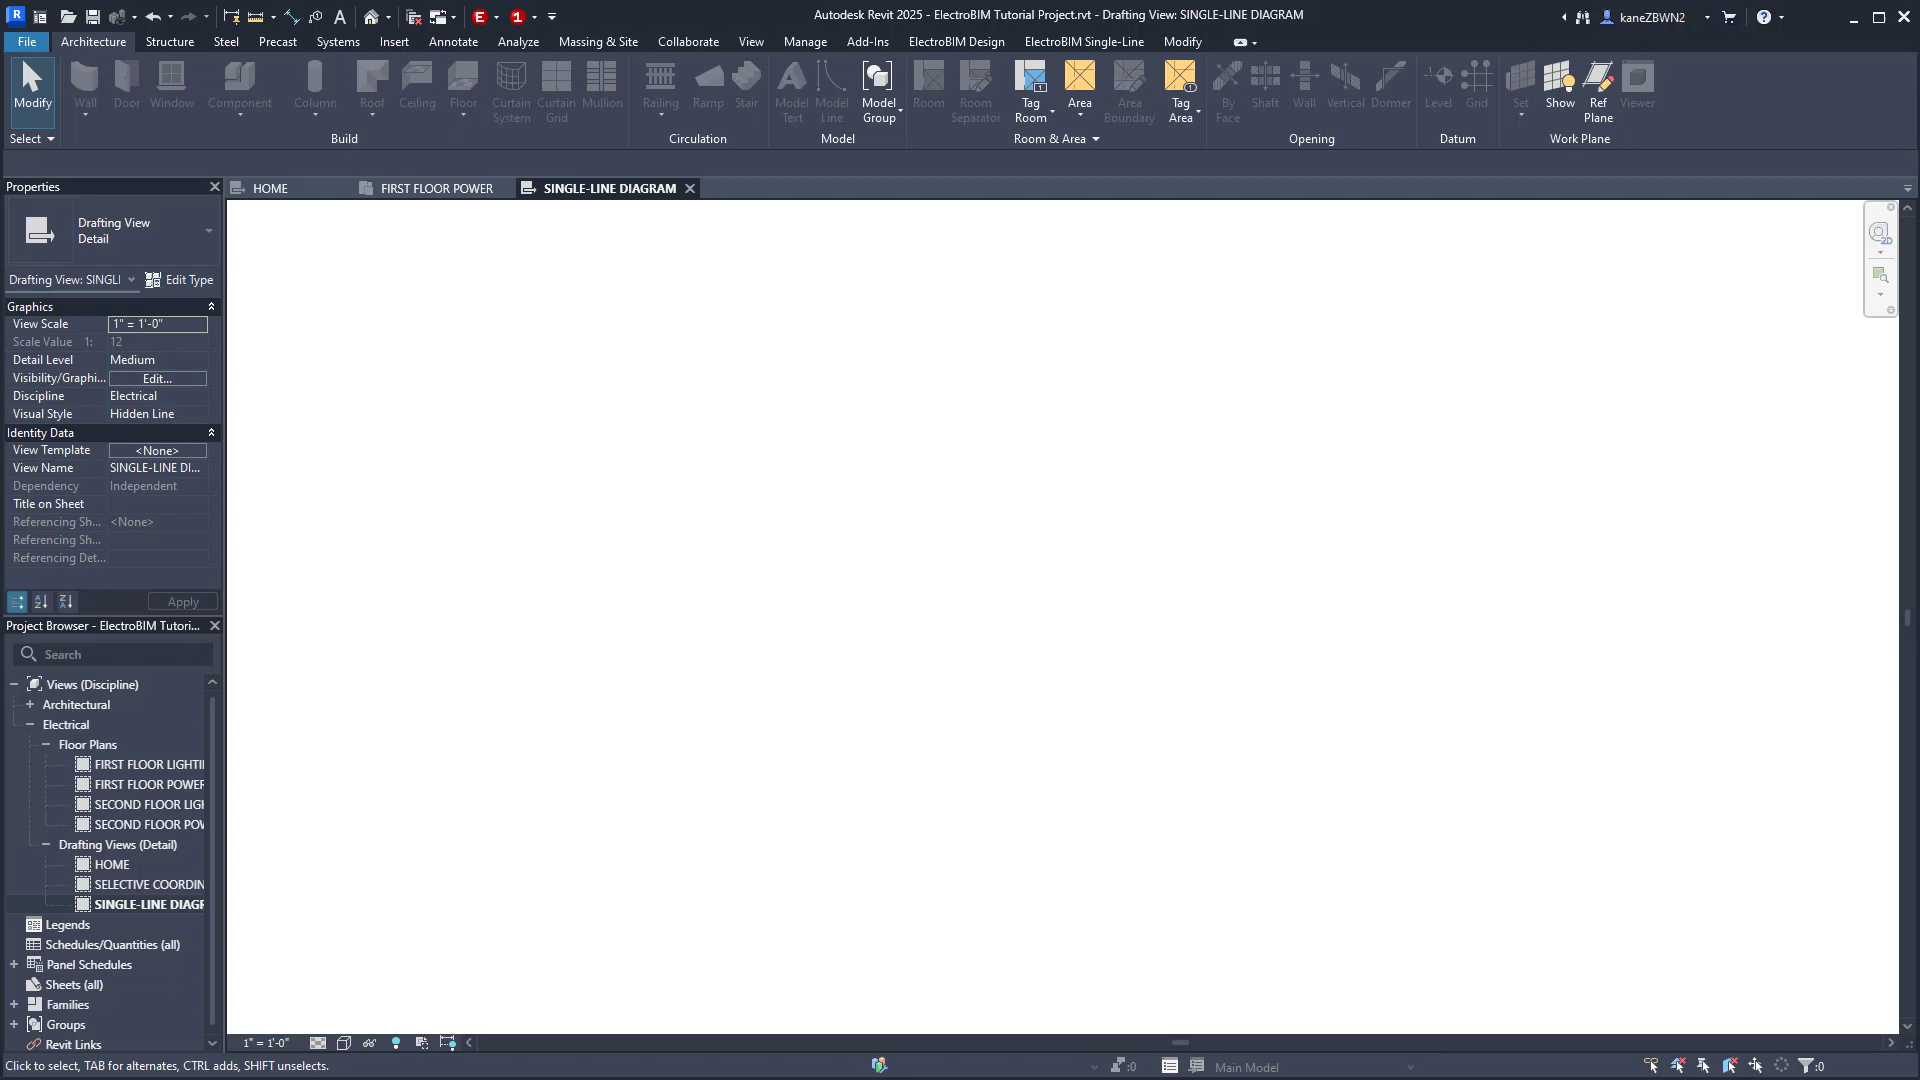 Autodesk Revit 2025 - ElectroBIM Tutorial Project.rvt - Drafting View: SINGLE-LINE DIAGRAM
kaneZBWN2
File Architecture Structure Steel Precast Systems Insert Annotate Analyze Massing & Site Collaborate View Manage Add-Ins ElectroBIM Design ElectroBIM Single-Line Modify
Modify
Wall
Door
Window
Component
Column
Roof
Ceiling
Floor
Curtain
System
Curtain
Grid
Mullion
Railing
Ramp
Stair
Model
Text
Model
Line
Model
Group
Room
Room
Separator
Tag
Room
Area
Area
Boundary
Tag
Area
By
Face
Shaft
Wall
Vertical
Dormer
Level
Grid
Set
Show
Ref
Plane
Viewer
Select
Build
Circulation
Model
Room & Area
Opening
Datum
Work Plane
Properties
HOME
FIRST FLOOR POWER
SINGLE-LINE DIAGRAM
Drafting View
Detail
Drafting View: SINGLI
Edit Type
Graphics
View Scale 1" = 1'-0"
Scale Value 1: 12
Detail Level Medium
Visibility/Graphi... Edit...
Discipline Electrical
Visual Style Hidden Line
Identity Data
View Template <None>
View Name SINGLE-LINE DI...
Dependency Independent
Title on Sheet
Referencing Sh... <None>
Referencing Sh...
Referencing Det...
Apply
Project Browser - ElectroBIM Tutori...
Search
Views (Discipline)
Architectural
Electrical
Floor Plans
FIRST FLOOR LIGHTI
FIRST FLOOR POWER
SECOND FLOOR LIGH
SECOND FLOOR POW
Drafting Views (Detail)
HOME
SELECTIVE COORDIN
SINGLE-LINE DIAGR
Legends
Schedules/Quantities (all)
Panel Schedules
Sheets (all)
Families
Groups
Revit Links
1" = 1'-0"
Click to select, TAB for alternates, CTRL adds, SHIFT unselects.
:0
Main Model
:0